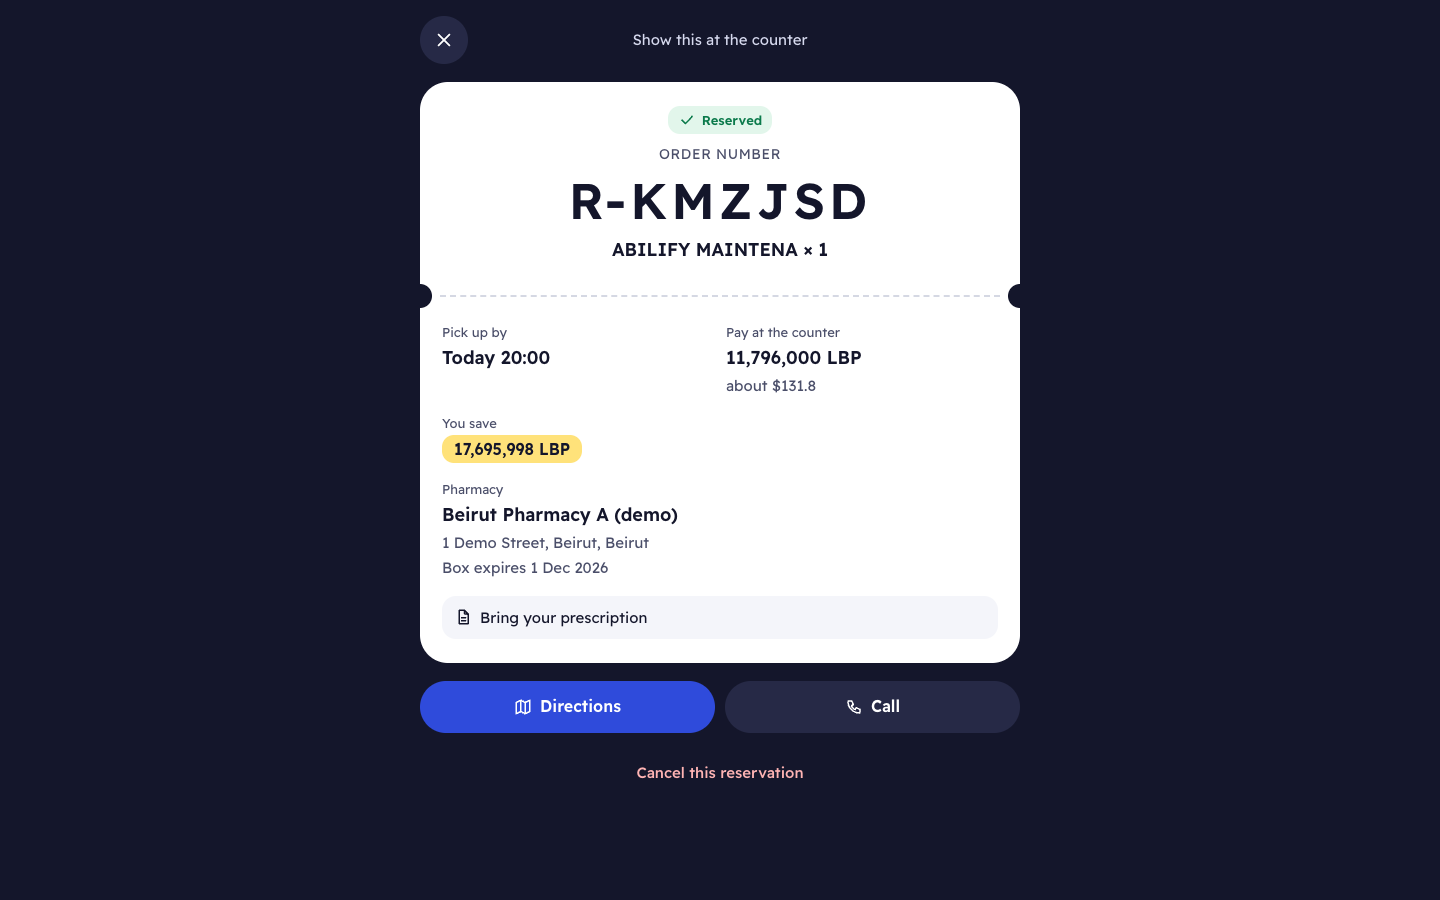 Show this at the counter
Reserved
ORDER NUMBER
R-KMZJSD
ABILIFY MAINTENA × 1
Pick up by
Today 20:00
Pay at the counter
11,796,000 LBP
about $131.8
You save
17,695,998 LBP
Pharmacy
Beirut Pharmacy A (demo)
1 Demo Street, Beirut, Beirut
Box expires 1 Dec 2026
Bring your prescription
Directions
Call
Cancel this reservation